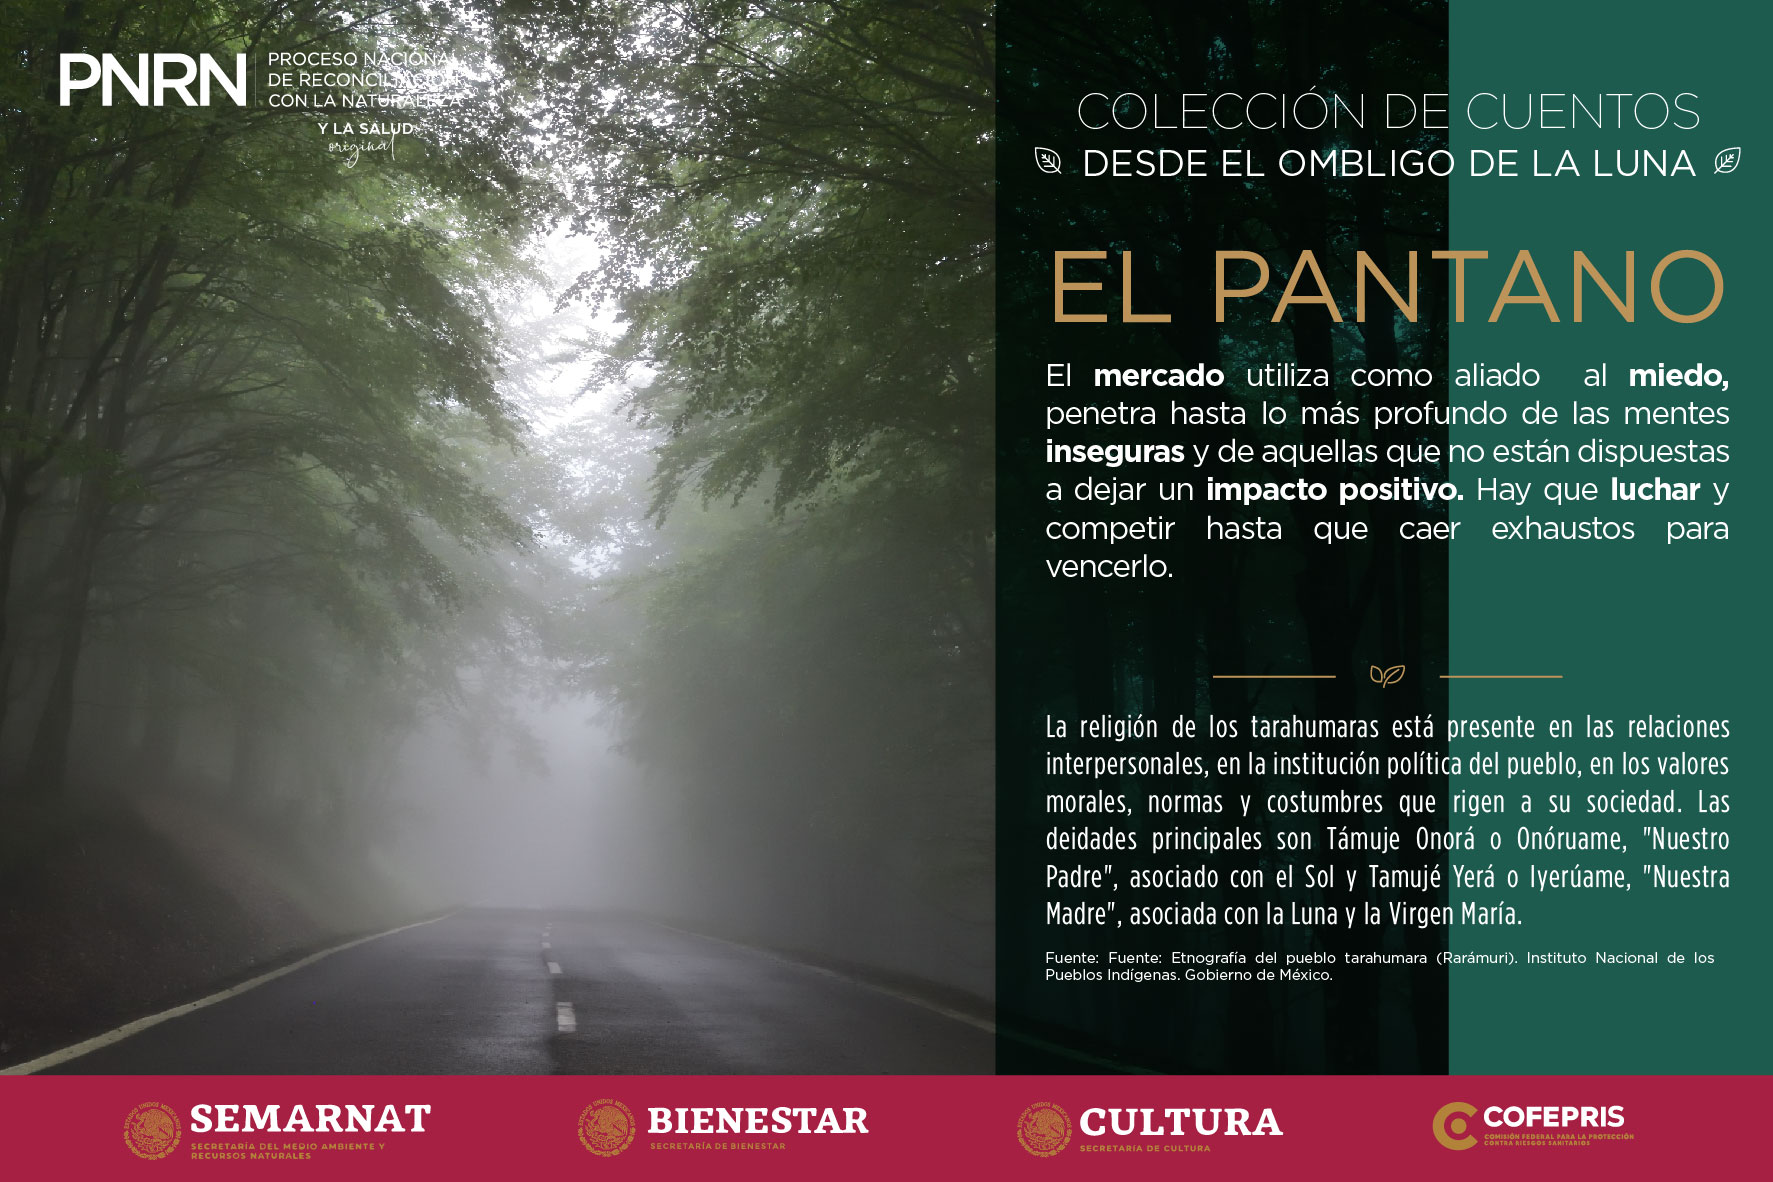 PNRN
PROCESO NACIONAL
DE RECONCILIACIÓN
CON LA NATURALEZA
Y LA SALUD
original
COLECCIÓN DE CUENTOS
DESDE EL OMBLIGO DE LA LUNA
EL PANTANO
El mercado utiliza como aliado al miedo,
penetra hasta lo más profundo de las mentes
inseguras y de aquellas que no están dispuestas
a dejar un impacto positivo. Hay que luchar y
competir hasta que caer exhaustos para
vencerlo.
La religión de los tarahumaras está presente en las relaciones
interpersonales, en la institución política del pueblo, en los valores
morales, normas y costumbres que rigen a su sociedad. Las
deidades principales son Támuje Onorá o Onóruame, "Nuestro
Padre", asociado con el Sol y Tamujé Yerá o Iyerúame, "Nuestra
Madre", asociada con la Luna y la Virgen María.
Fuente: Fuente: Etnografía del pueblo tarahumara (Rarámuri). Instituto Nacional de los
Pueblos Indígenas. Gobierno de México.
SEMARNAT
SECRETARÍA DEL MEDIO AMBIENTE Y
RECURSOS NATURALES
BIENESTAR
SECRETARÍA DE BIENESTAR
CULTURA
SECRETARÍA DE CULTURA
COFEPRIS
COMISIÓN FEDERAL PARA LA PROTECCIÓN
CONTRA RIESGOS SANITARIOS